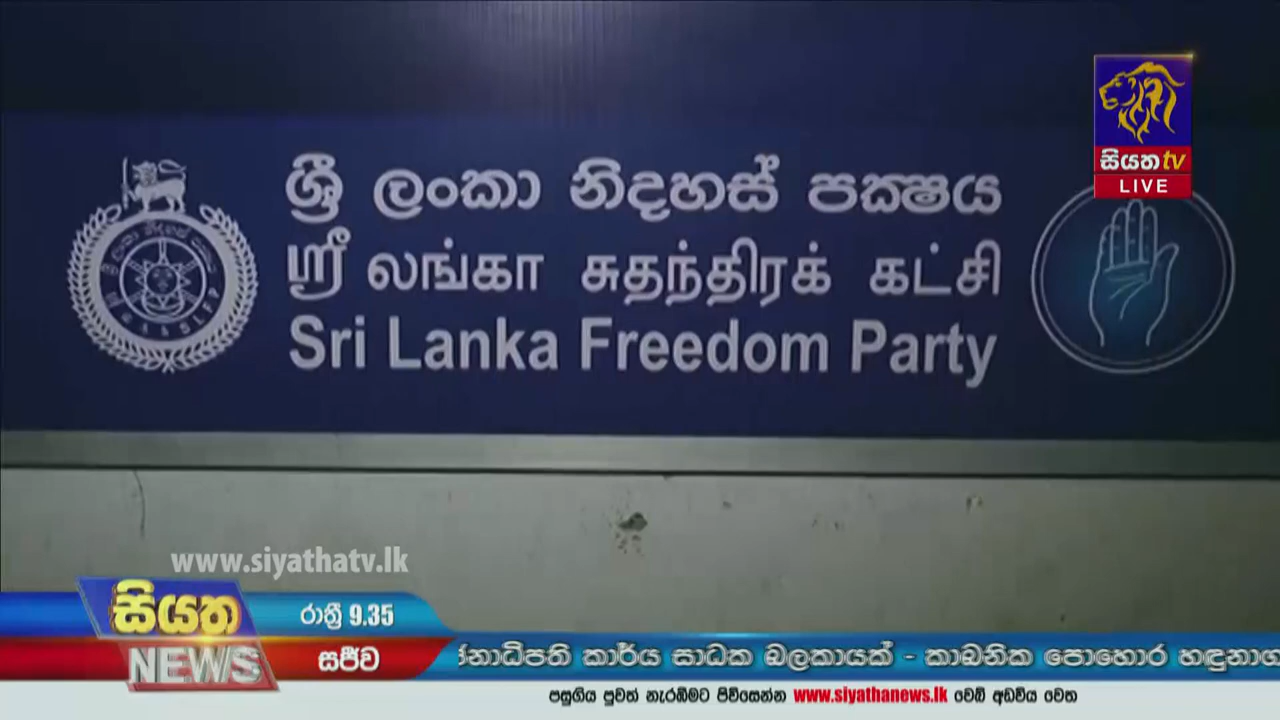 සියත tv
LIVE
ශ්‍රී ලංකා නිදහස් පක්ෂය
ஸ்ரீ லங்கா சுதந்திரக் கட்சி
Sri Lanka Freedom Party
www.siyathatv.lk
සියත
NEWS
රාත්‍රී 9.35
සජීව
ජනාධිපති කාර්ය සාධක බලකායක් - කාබනික පොහොර හඳුනාග
පසුගිය පුවත් නැරඹීමට පිවිසෙන්න www.siyathanews.lk වෙබ් අඩවිය වෙත